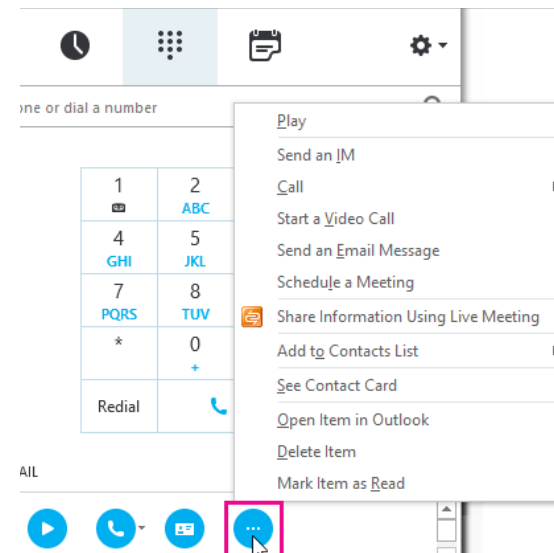 one or dial a number
Play
Send an IM
Call
Start a Video Call
Send an Email Message
Schedule a Meeting
Share Information Using Live Meeting
Add to Contacts List
See Contact Card
Open Item in Outlook
Delete Item
Mark Item as Read
1 2
ABC
4 5
GHI JKL
7 8
PQRS TUV
* 0
+
Redial
AIL